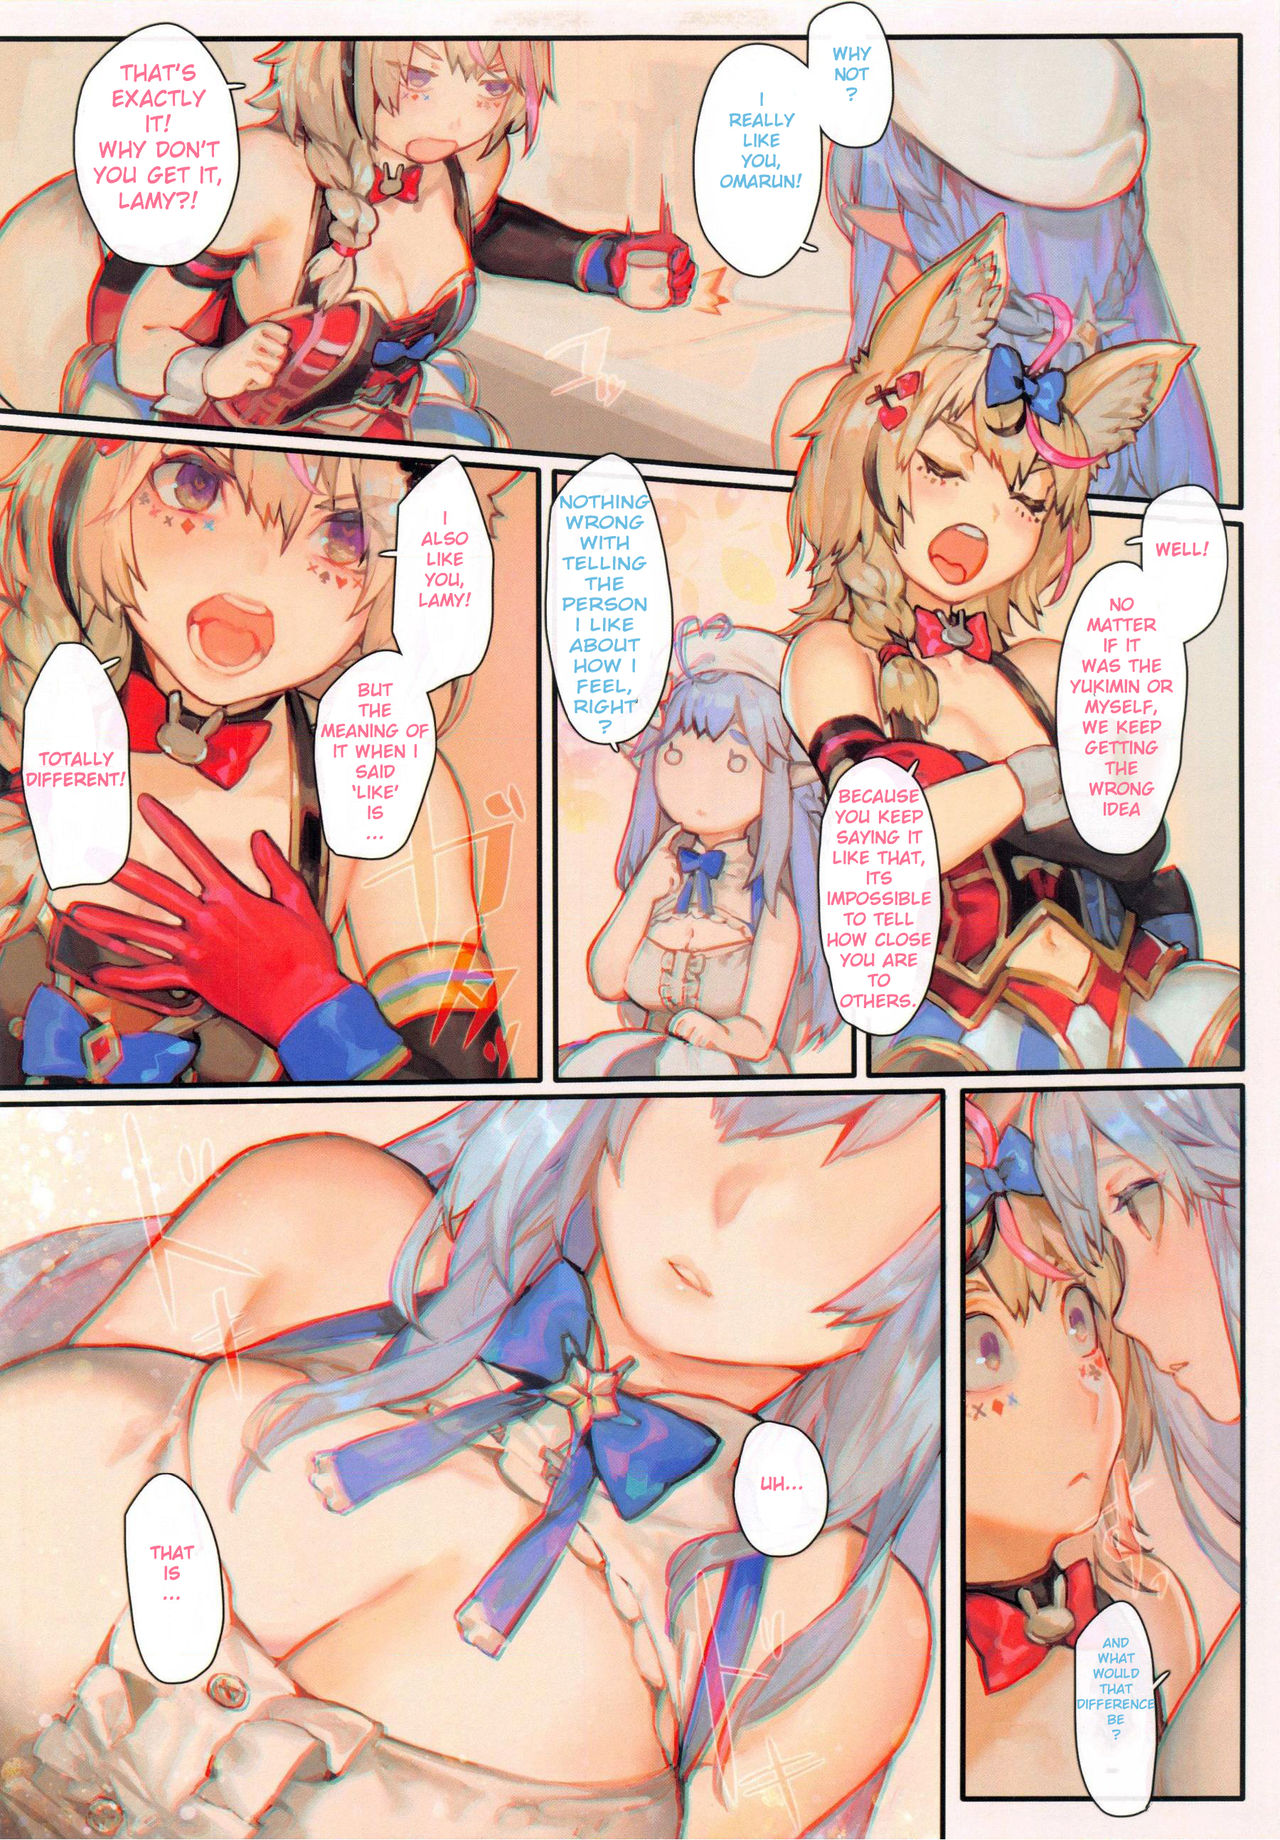 WHY
NOT
?
I
REALLY
LIKE
YOU,
OMARUN!
THAT'S
EXACTLY
IT!
WHY DON'T
YOU GET IT,
LAMY?!
WELL!
NO
MATTER
IF IT
WAS THE
YUKIMIN OR
MYSELF,
WE KEEP
GETTING
THE
WRONG
IDEA
BECAUSE
YOU KEEP
SAYING IT
LIKE THAT,
ITS
IMPOSSIBLE
TO TELL
HOW CLOSE
YOU ARE
TO
OTHERS.
NOTHING
WRONG
WITH
TELLING
THE
PERSON
I LIKE
ABOUT
HOW I
FEEL,
RIGHT
?
I
ALSO
LIKE
YOU,
LAMY!
BUT
THE
MEANING OF
IT WHEN I
SAID
'LIKE'
IS
...
TOTALLY
DIFFERENT!
AND
WHAT
WOULD
THAT
DIFFERENCE
BE
?
UH...
THAT
IS
...